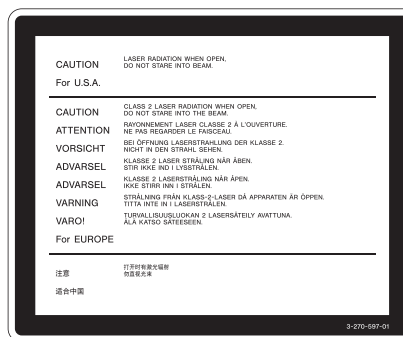 CAUTION
LASER RADIATION WHEN OPEN,
DO NOT STARE INTO BEAM.
For U.S.A.
CAUTION
CLASS 2 LASER RADIATION WHEN OPEN,
DO NOT STARE INTO THE BEAM.
ATTENTION
RAYONNEMENT LASER CLASSE 2 À L'OUVERTURE.
NE PAS REGARDER LE FAISCEAU.
VORSICHT
BEI ÖFFNUNG LASERSTRAHLUNG DER KLASSE 2.
NICHT IN DEN STRAHL SEHEN.
ADVARSEL
KLASSE 2 LASER STRÅLING NÅR ÅBEN.
STIR IKKE IND I LYSSTRÅLEN.
ADVARSEL
KLASSE 2 LASERSTRÅLING NÅR ÅPEN.
IKKE STIRR INN I STRÅLEN.
VARNING
STRÅLNING FRÅN KLASS-2-LASER DÅ APPARATEN ÄR ÖPPEN.
TITTA INTE IN I LASERSTRÅLEN.
VARO!
TURVALLISUUSLUOKAN 2 LASERSÄTEILY AVATTUNA.
ÄLÄ KATSO SÄTEESEEN.
For EUROPE
注意
打开时有激光辐射
勿直视光束
适合中国
3-270-597-01